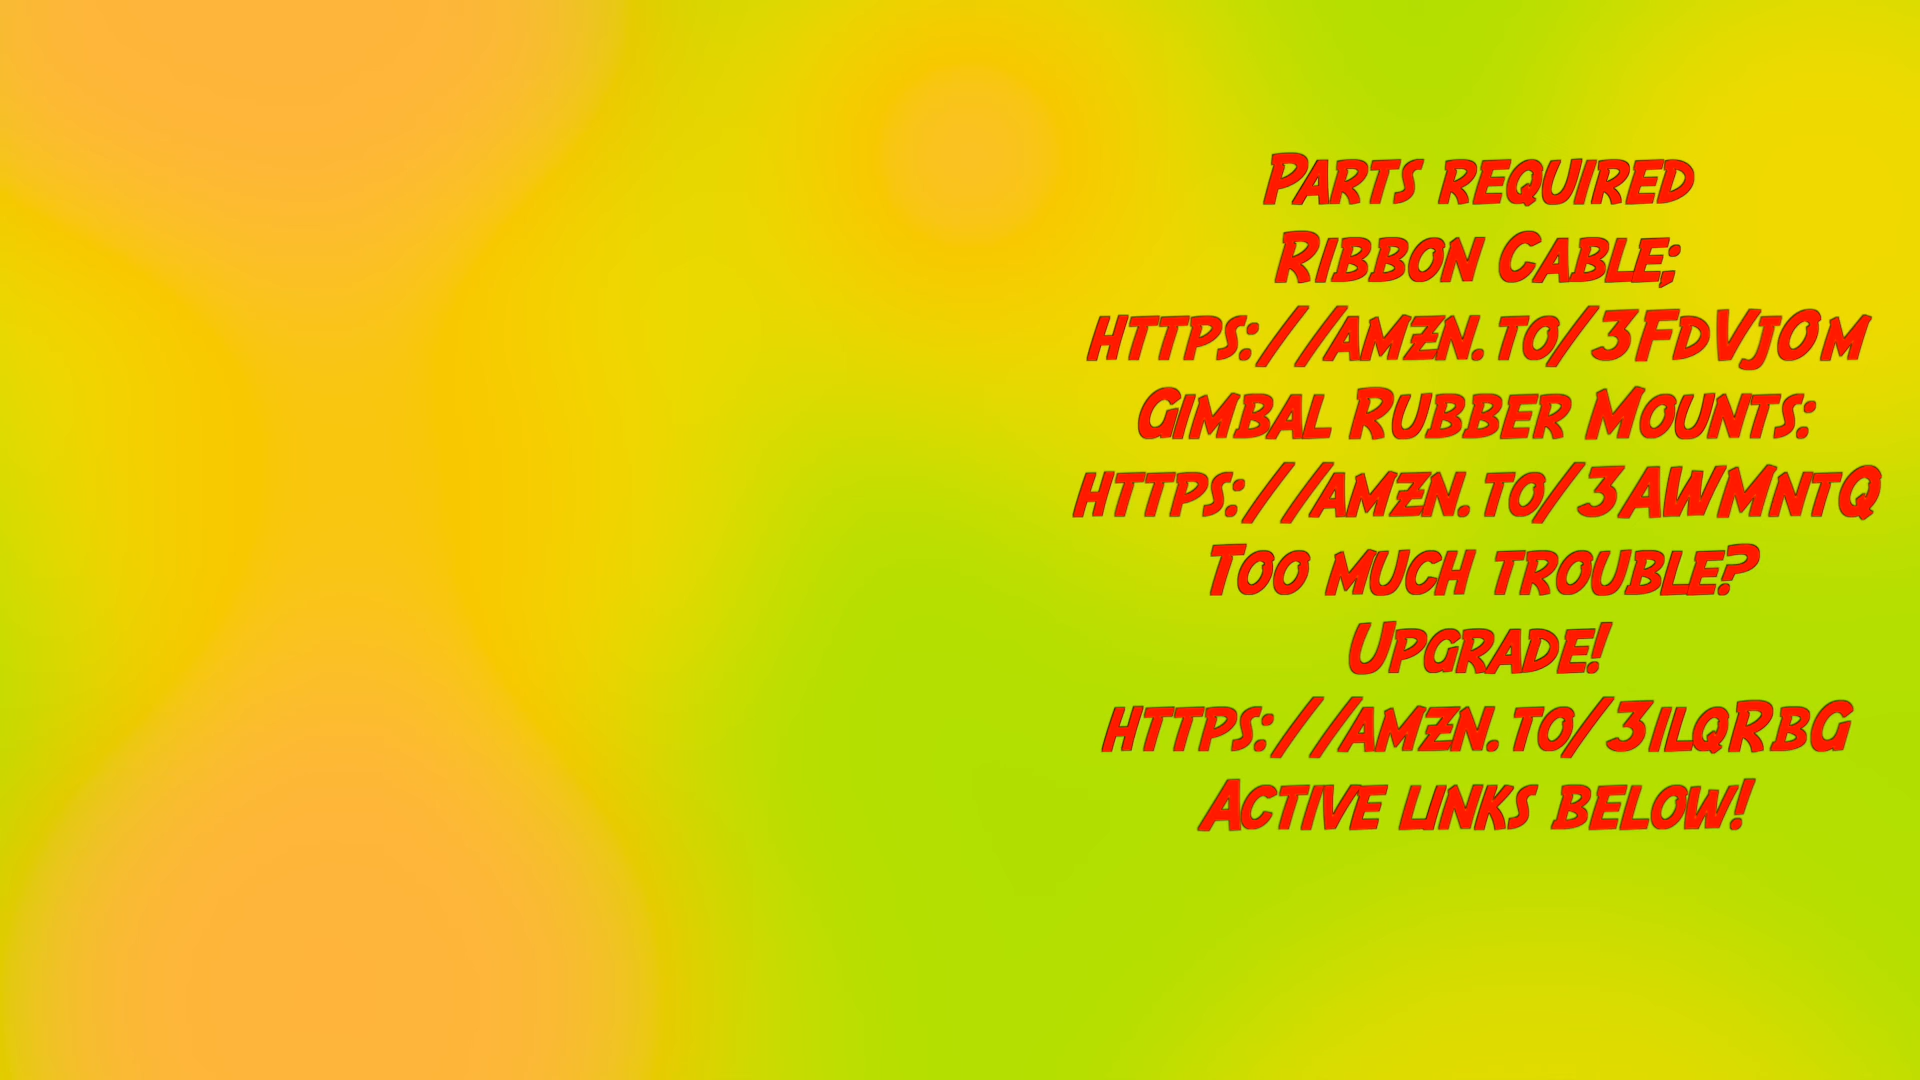 Parts required
Ribbon Cable;
https://amzn.to/3FdVj0m
Gimbal Rubber Mounts:
https://amzn.to/3AWMntQ
Too much trouble?
Upgrade!
https://amzn.to/3ilqRbG
Active links below!